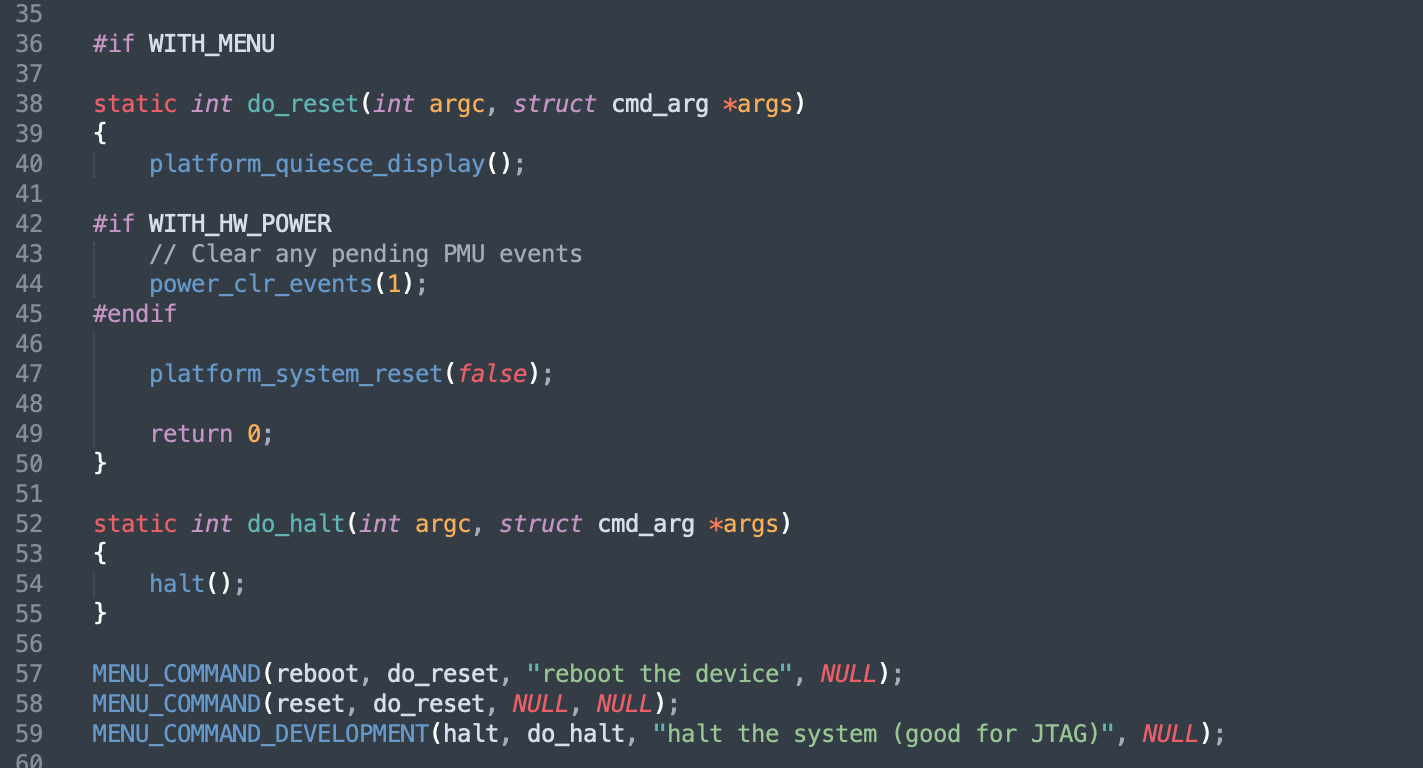 35
36 #if WITH_MENU
37
38 static int do_reset(int argc, struct cmd_arg *args)
39 {
40     platform_quiesce_display();
41
42 #if WITH_HW_POWER
43     // Clear any pending PMU events
44     power_clr_events(1);
45 #endif
46
47     platform_system_reset(false);
48
49     return 0;
50 }
51
52 static int do_halt(int argc, struct cmd_arg *args)
53 {
54     halt();
55 }
56
57 MENU_COMMAND(reboot, do_reset, "reboot the device", NULL);
58 MENU_COMMAND(reset, do_reset, NULL, NULL);
59 MENU_COMMAND_DEVELOPMENT(halt, do_halt, "halt the system (good for JTAG)", NULL);
60